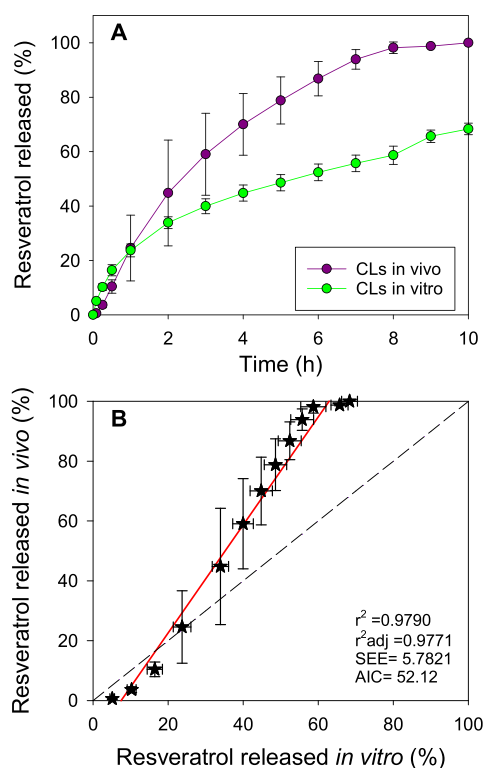 A
Resveratrol released (%)
100
80
60
40
20
0
CLs in vivo
CLs in vitro
0 2 4 6 8 10
Time (h)
B
Resveratrol released in vivo (%)
100
80
60
40
20
0
r² =0.9790
r²adj =0.9771
SEE= 5.7821
AIC= 52.12
0 20 40 60 80 100
Resveratrol released in vitro (%)